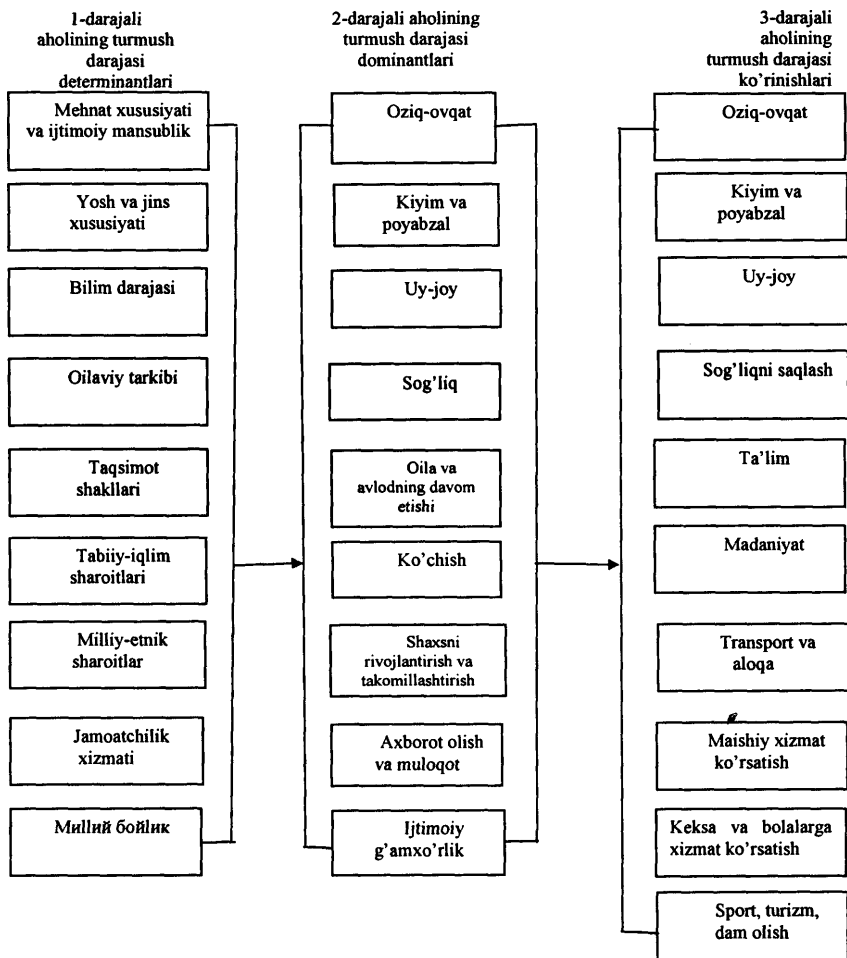 1-darajali
aholining turmush
darajasi
determinantlari
Mehnat xususiyati
va ijtimoiy mansublik
Yosh va jins
xususiyati
Bilim darajasi
Oilaviy tarkibi
Taqsimot
shakllari
Tabiiy-iqlim
sharoitlari
Milliy-etnik
sharoitlar
Jamoatchilik
xizmati
Миллий бойлик
2-darajali aholining
turmush darajasi
dominantlari
Oziq-ovqat
Kiyim va
poyabzal
Uy-joy
Sog'liq
Oila va
avlodning davom
etishi
Ko'chish
Shaxsni
rivojlantirish va
takomillashtirish
Axborot olish
va muloqot
Ijtimoiy
g'amxo'rlik
3-darajali
aholining
turmush darajasi
ko'rinishlari
Oziq-ovqat
Kiyim va
poyabzal
Uy-joy
Sog'liqni saqlash
Ta'lim
Madaniyat
Transport va
aloqa
Maishiy xizmat
ko'rsatish
Keksa va bolalarga
xizmat ko'rsatish
Sport, turizm,
dam olish